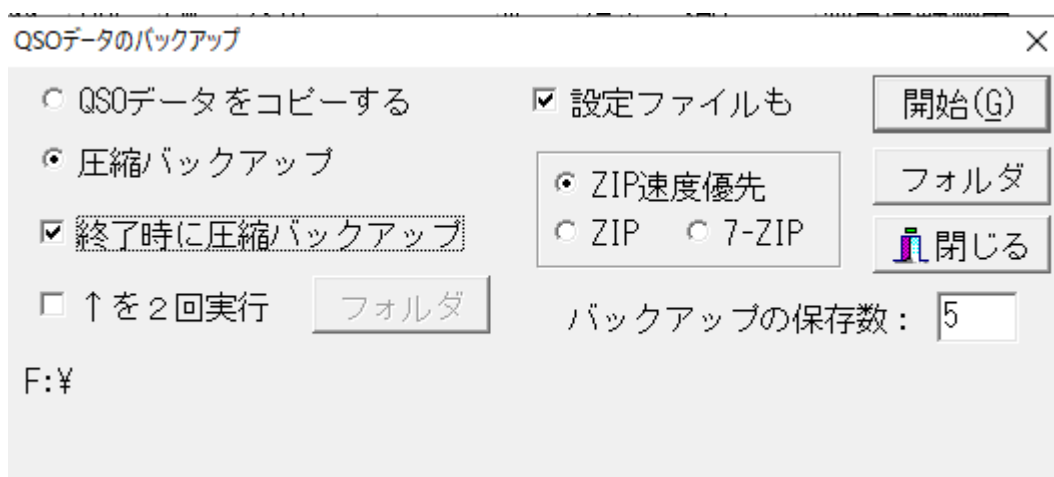 QSOデータのバックアップ
QSOデータをコピーする
設定ファイルも
開始(G)
圧縮バックアップ
ZIP速度優先
フォルダ
終了時に圧縮バックアップ
ZIP
7-ZIP
閉じる
↑を２回実行
フォルダ
バックアップの保存数：
5
F:¥